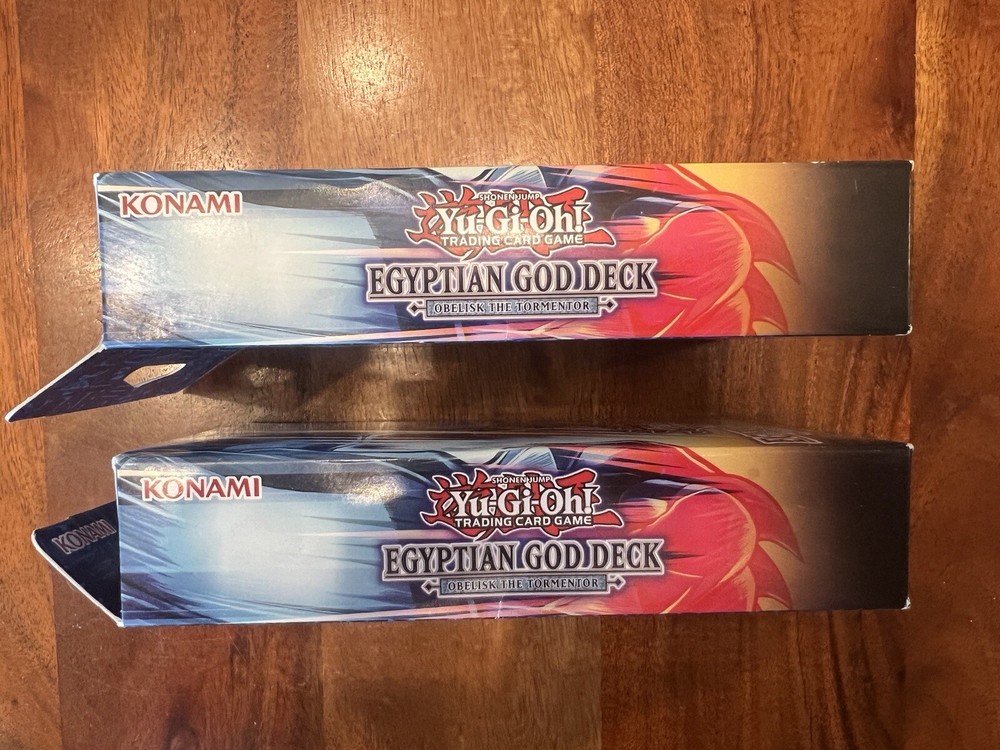 KONAMI
SHONEN JUMP
Yu-Gi-Oh!
TRADING CARD GAME
EGYPTIAN GOD DECK
OBELISK THE TORMENTOR
KONAMI
SHONEN JUMP
Yu-Gi-Oh!
TRADING CARD GAME
EGYPTIAN GOD DECK
OBELISK THE TORMENTOR
KONAMI